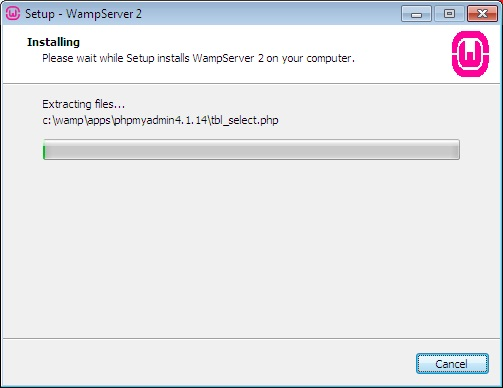 Setup - WampServer 2
Installing
Please wait while Setup installs WampServer 2 on your computer.
Extracting files...
c:\wamp\apps\phpmyadmin4.1.14\tbl_select.php
Cancel